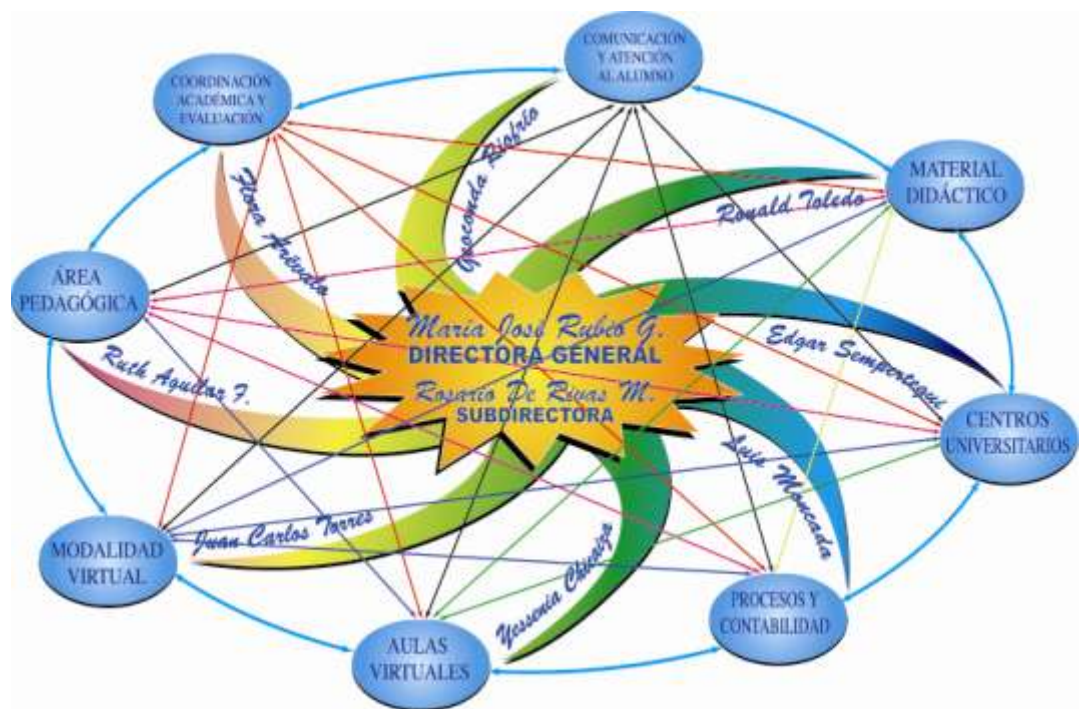 COMUNICACIÓN
Y ATENCIÓN
AL ALUMNO
COORDINACIÓN
ACADÉMICA Y
EVALUACIÓN
MATERIAL
DIDÁCTICO
Geoconda Riofrío
Flora Arévalo
Ronald Toledo
ÁREA
PEDAGÓGICA
María José Rubio G.
DIRECTORA GENERAL
Rosario De Rivas M.
SUBDIRECTORA
Edgar Sempertegui
Ruth Aguilar F.
CENTROS
UNIVERSITARIOS
Luis Moncada
Juan Carlos Torres
MODALIDAD
VIRTUAL
Yessenia Chicaiza
PROCESOS Y
CONTABILIDAD
AULAS
VIRTUALES